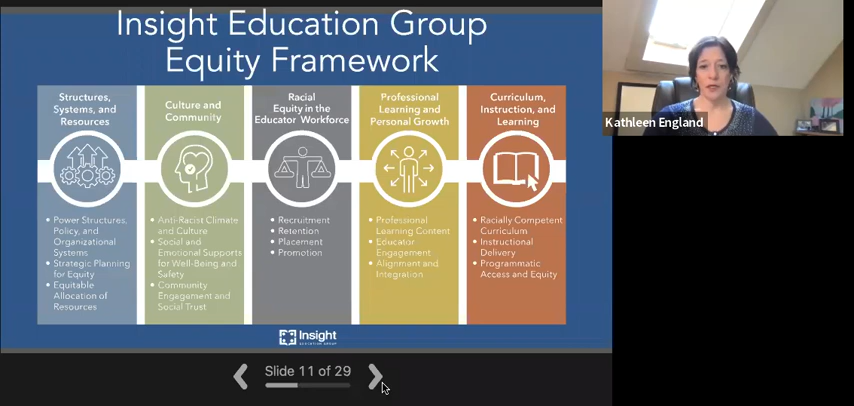 Insight Education Group
Equity Framework
Structures,
Systems, and
Resources
Culture and
Community
Racial
Equity in the
Educator Workforce
Professional
Learning and
Personal Growth
Curriculum,
Instruction, and
Learning
• Power Structures,
Policy, and
Organizational
Systems
• Strategic Planning
for Equity
• Equitable
Allocation of
Resources
• Anti-Racist Climate
and Culture
• Social and
Emotional Supports
for Well-Being and
Safety
• Community
Engagement and
Social Trust
• Recruitment
• Retention
• Placement
• Promotion
• Professional
Learning Content
• Educator
Engagement
• Alignment and
Integration
• Racially Competent
Curriculum
• Instructional
Delivery
• Programmatic
Access and Equity
Insight
EDUCATION GROUP
Slide 11 of 29
Kathleen England